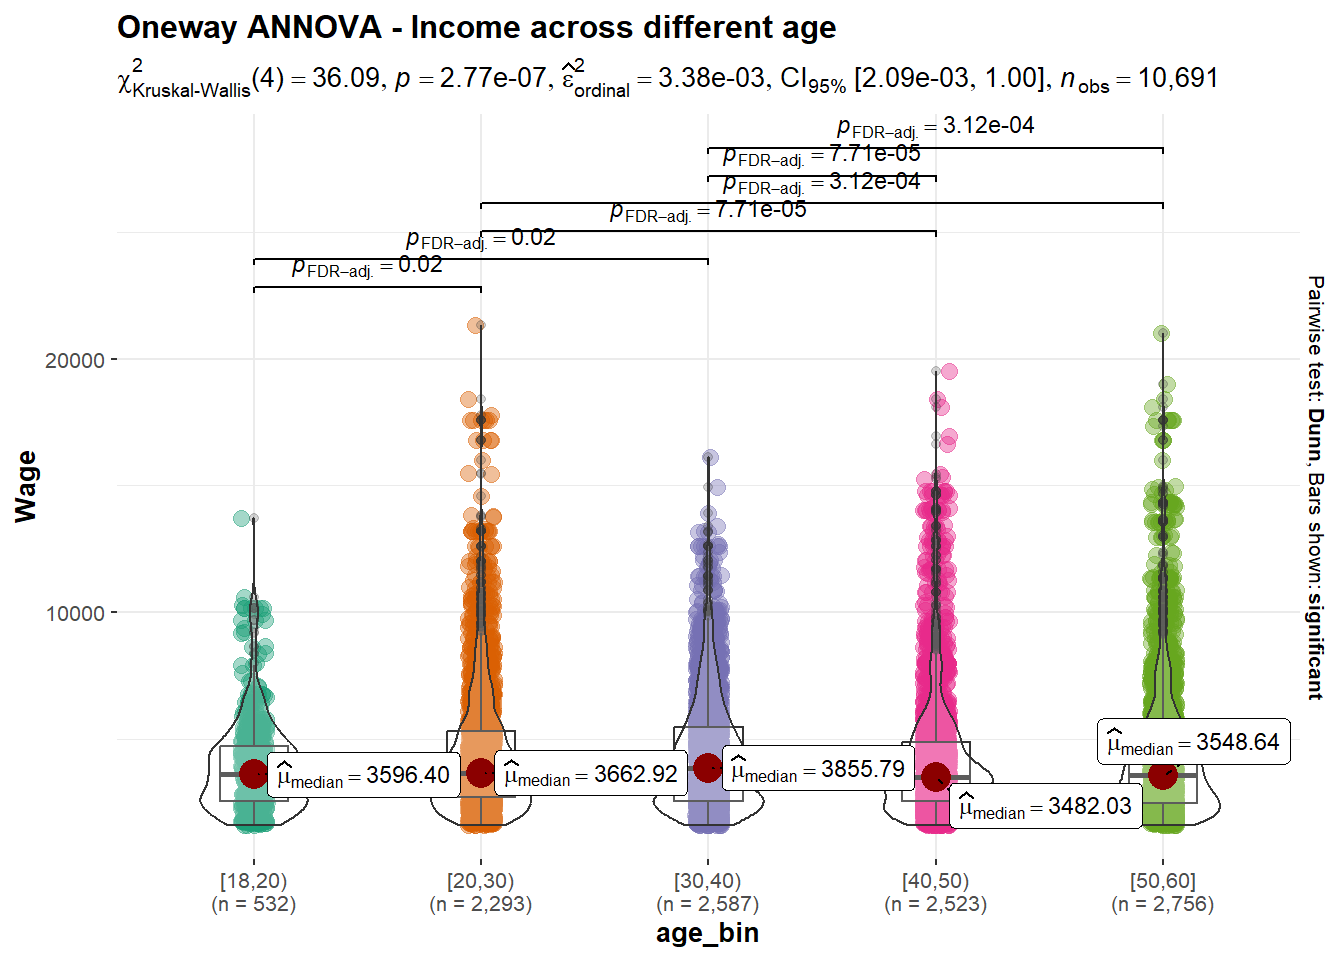 Oneway ANNOVA - Income across different age
χ²Kruskal-Wallis(4) = 36.09, p = 2.77e-07, ε̂²ordinal = 3.38e-03, CI95% [2.09e-03, 1.00], nobs = 10,691
pFDR–adj. = 3.12e-04
pFDR–adj. = 7.71e-05
pFDR–adj. = 3.12e-04
pFDR–adj. = 7.71e-05
pFDR–adj. = 0.02
pFDR–adj. = 0.02
20000
10000
Wage
μ̂median = 3596.40
μ̂median = 3662.92
μ̂median = 3855.79
μ̂median = 3482.03
μ̂median = 3548.64
Pairwise test: Dunn, Bars shown: significant
[18,20) [20,30) [30,40) [40,50) [50,60]
(n = 532) (n = 2,293) (n = 2,587) (n = 2,523) (n = 2,756)
age_bin